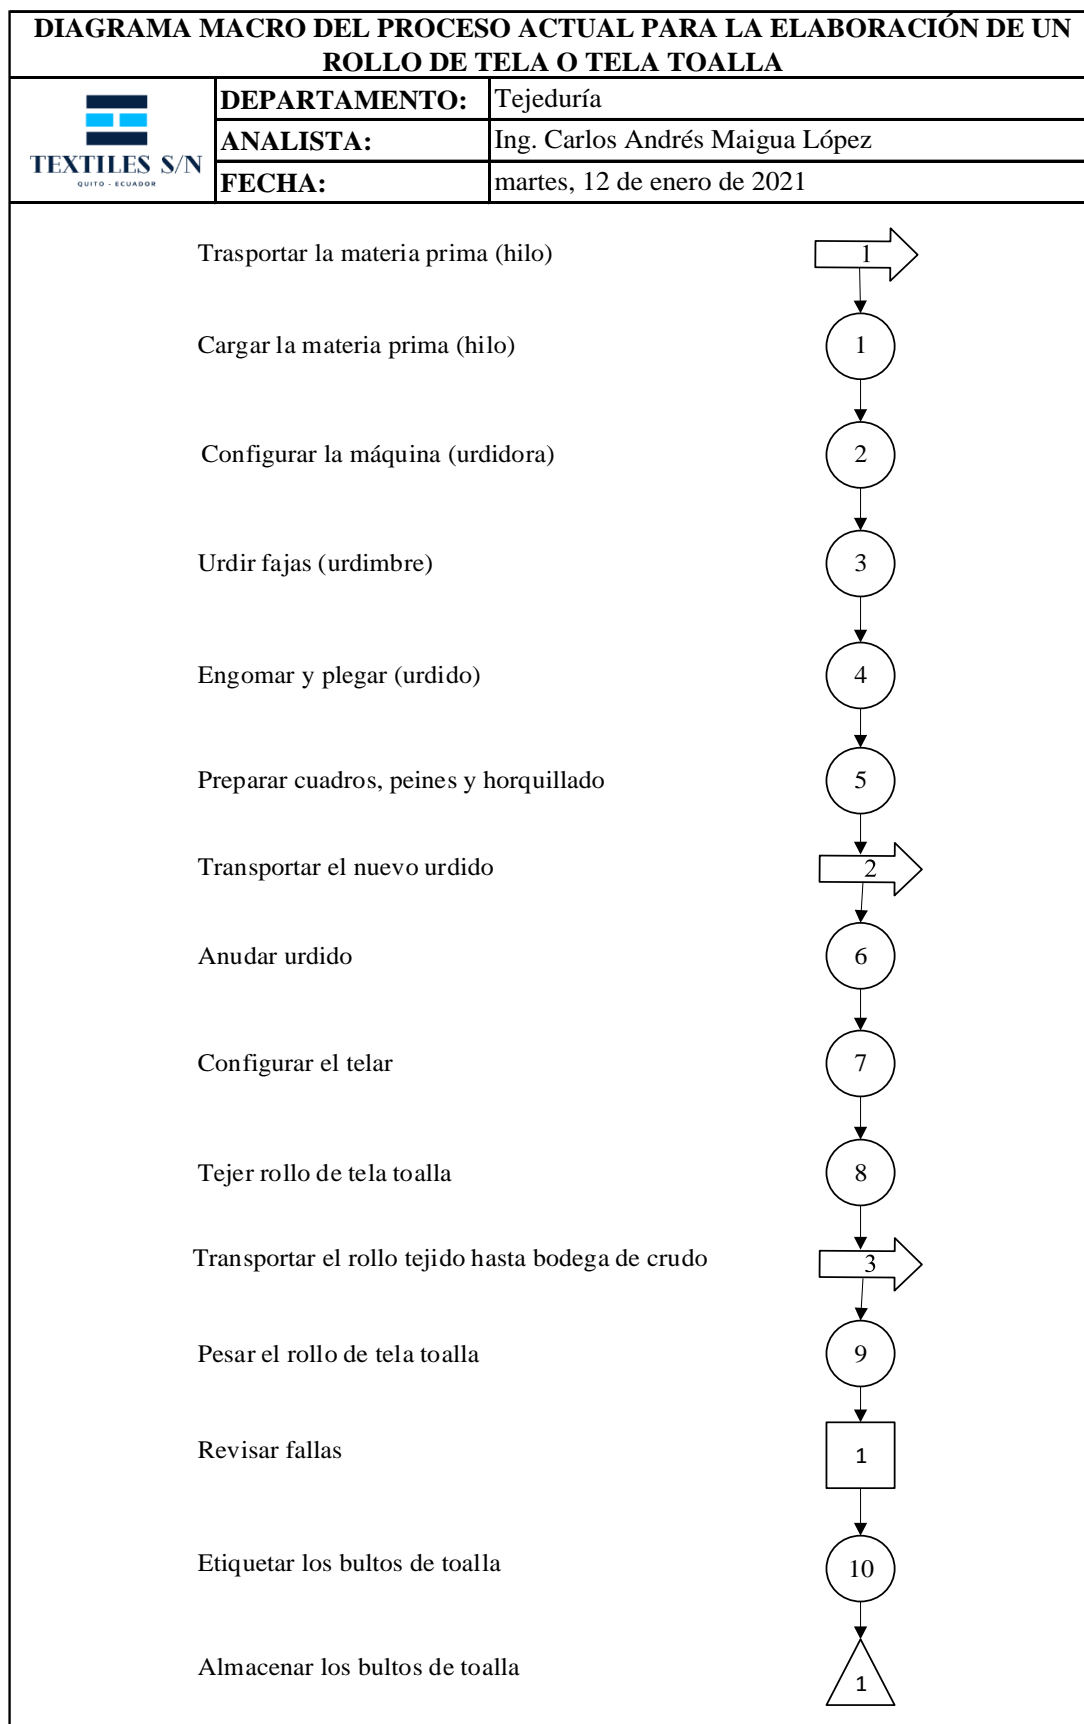 DIAGRAMA MACRO DEL PROCESO ACTUAL PARA LA ELABORACIÓN DE UN
ROLLO DE TELA O TELA TOALLA
TEXTILES S/N
QUITO - ECUADOR
DEPARTAMENTO: Tejeduría
ANALISTA: Ing. Carlos Andrés Maigua López
FECHA: martes, 12 de enero de 2021
Trasportar la materia prima (hilo) 1
Cargar la materia prima (hilo) 1
Configurar la máquina (urdidora) 2
Urdir fajas (urdimbre) 3
Engomar y plegar (urdido) 4
Preparar cuadros, peines y horquillado 5
Transportar el nuevo urdido 2
Anudar urdido 6
Configurar el telar 7
Tejer rollo de tela toalla 8
Transportar el rollo tejido hasta bodega de crudo 3
Pesar el rollo de tela toalla 9
Revisar fallas 1
Etiquetar los bultos de toalla 10
Almacenar los bultos de toalla 1